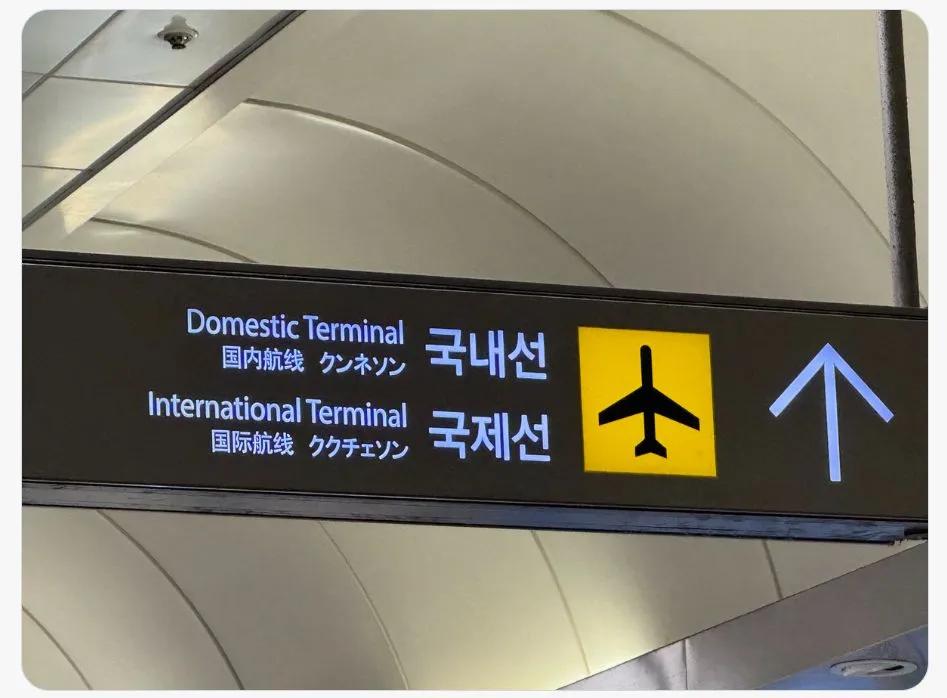 Domestic Terminal
国内航线 クンネソン
국내선
International Terminal
国际航线 ククチェソン
국제선